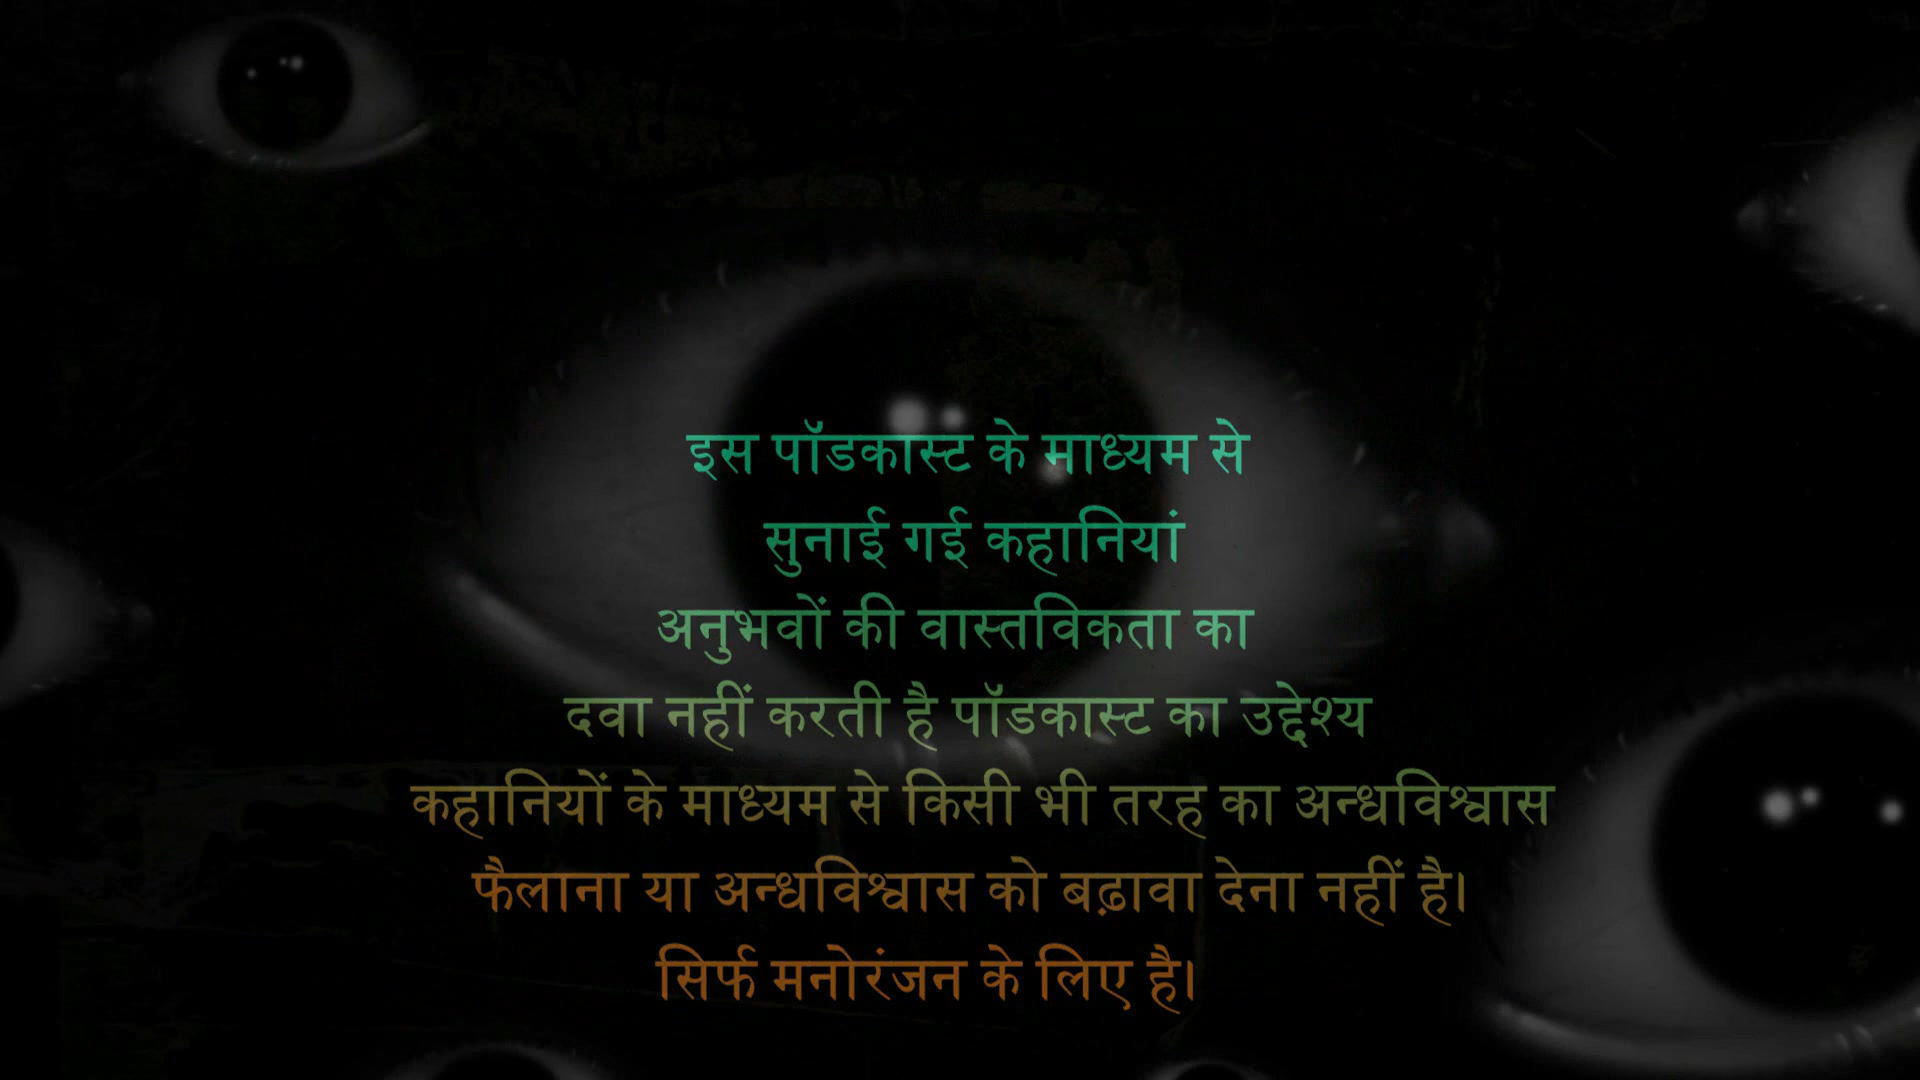 इस पॉडकास्ट के माध्यम से
सुनाई गई कहानियां
अनुभवों की वास्तविकता का
दवा नहीं करती है पॉडकास्ट का उद्देश्य
कहानियों के माध्यम से किसी भी तरह का अन्धविश्वास
फैलाना या अन्धविश्वास को बढ़ावा देना नहीं है।
सिर्फ मनोरंजन के लिए है।